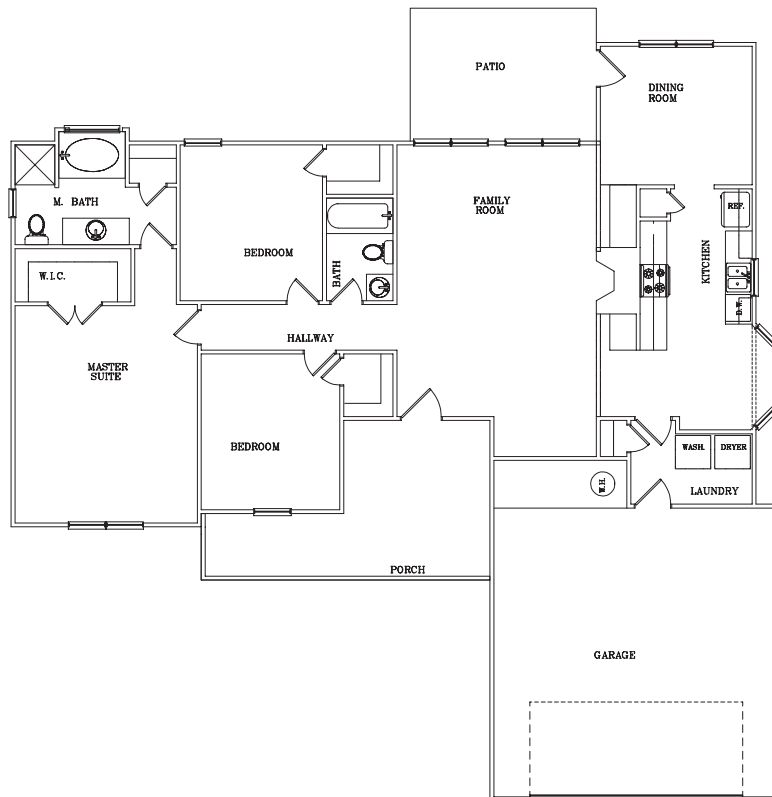 PATIO
DINING
ROOM
M. BATH
FAMILY
ROOM
REF.
BEDROOM
BATH
KITCHEN
W.I.C.
D.W.
HALLWAY
MASTER
SUITE
BEDROOM
WASH.
DRYER
W.H.
LAUNDRY
PORCH
GARAGE